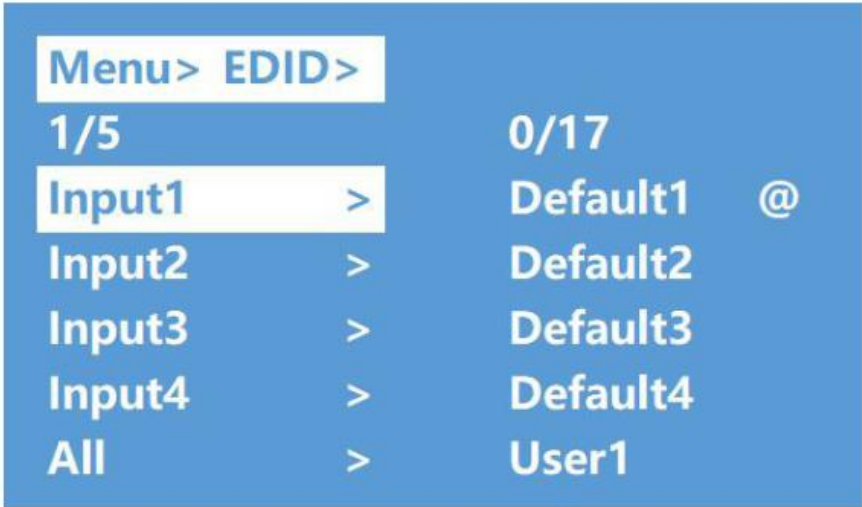 Menu> EDID>
1/5 0/17
Input1 > Default1 @
Input2 > Default2
Input3 > Default3
Input4 > Default4
All > User1